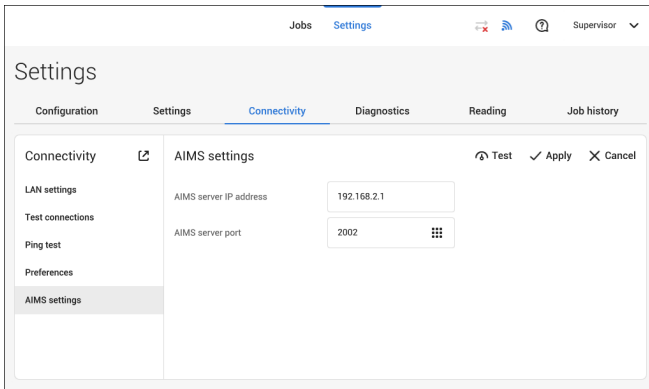 Jobs Settings Supervisor
Settings
Configuration Settings Connectivity Diagnostics Reading Job history
Connectivity AIMS settings Test Apply Cancel
LAN settings
AIMS server IP address 192.168.2.1
Test connections
AIMS server port 2002
Ping test
Preferences
AIMS settings